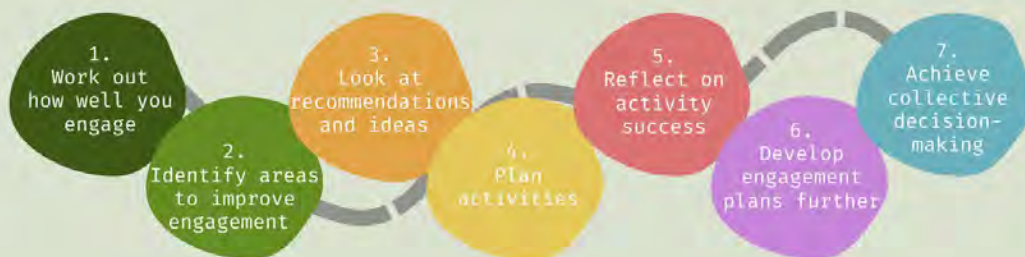 1.
Work out
how well you
engage
2.
Identify areas
to improve
engagement
3.
Look at
recommendations
and ideas
4.
Plan
activities
5.
Reflect on
activity
success
6.
Develop
engagement
plans further
7.
Achieve
collective
decision-
making